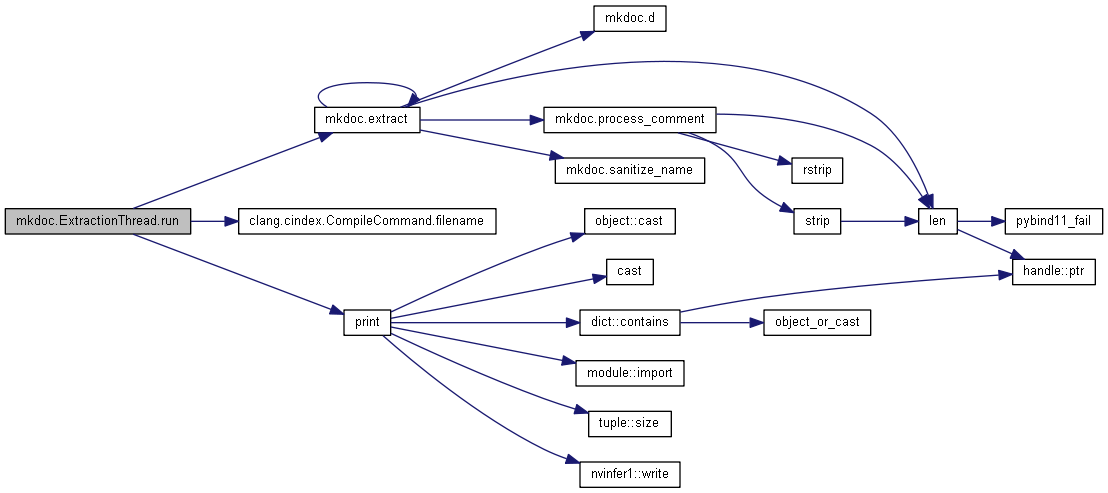 mkdoc.d
mkdoc.extract
mkdoc.process_comment
mkdoc.sanitize_name
rstrip
mkdoc.ExtractionThread.run
clang.cindex.CompileCommand.filename
object::cast
strip
len
pybind11_fail
cast
handle::ptr
print
dict::contains
object_or_cast
module::import
tuple::size
nvinfer1::write